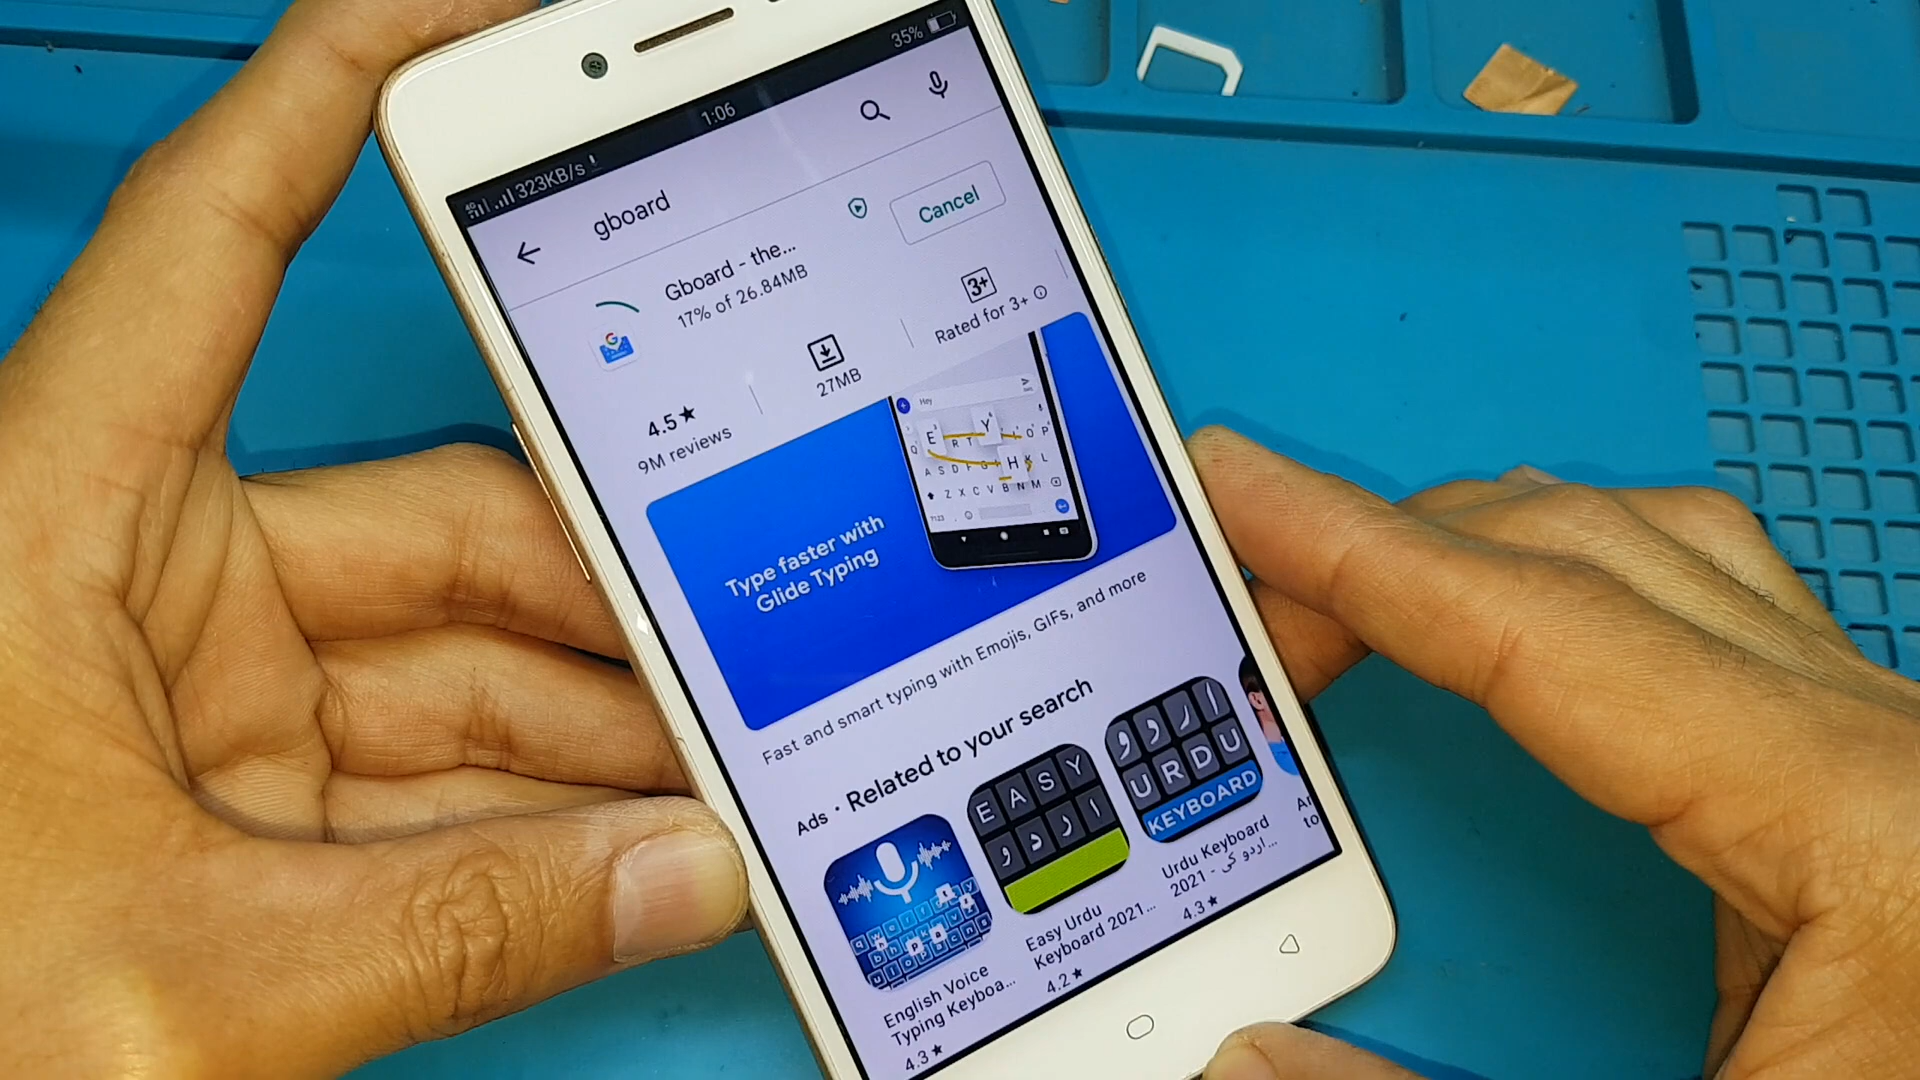 323KB/s 1:06 35%
gboard
Gboard - the...
17% of 26.84MB
Cancel
4.5★
9M reviews
27MB
3+
Rated for 3+
Type faster with
Glide Typing
Hey
Fast and smart typing with Emojis, GIFs, and more
Ads · Related to your search
EASY
ا ر د و
English Voice
Typing Keyboa...
4.3★
Easy Urdu
Keyboard 2021...
4.2★
ا ر د و
URDU
KEYBOARD
Urdu Keyboard
2021 - اردو کی...
4.3★